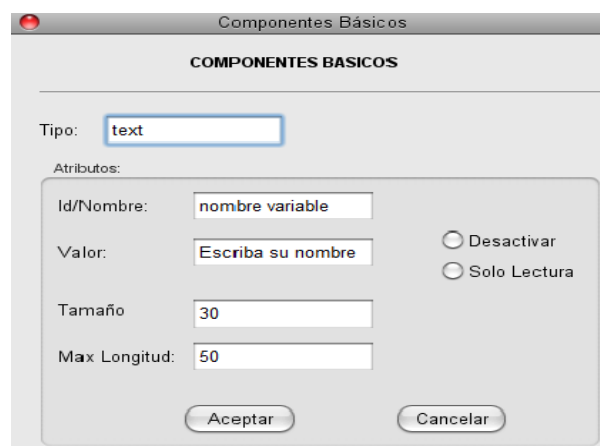 Componentes Básicos
COMPONENTES BASICOS
Tipo: text
Atributos:
Id/Nombre: nombre variable
Valor: Escriba su nombre
Desactivar
Solo Lectura
Tamaño 30
Max Longitud: 50
Aceptar Cancelar